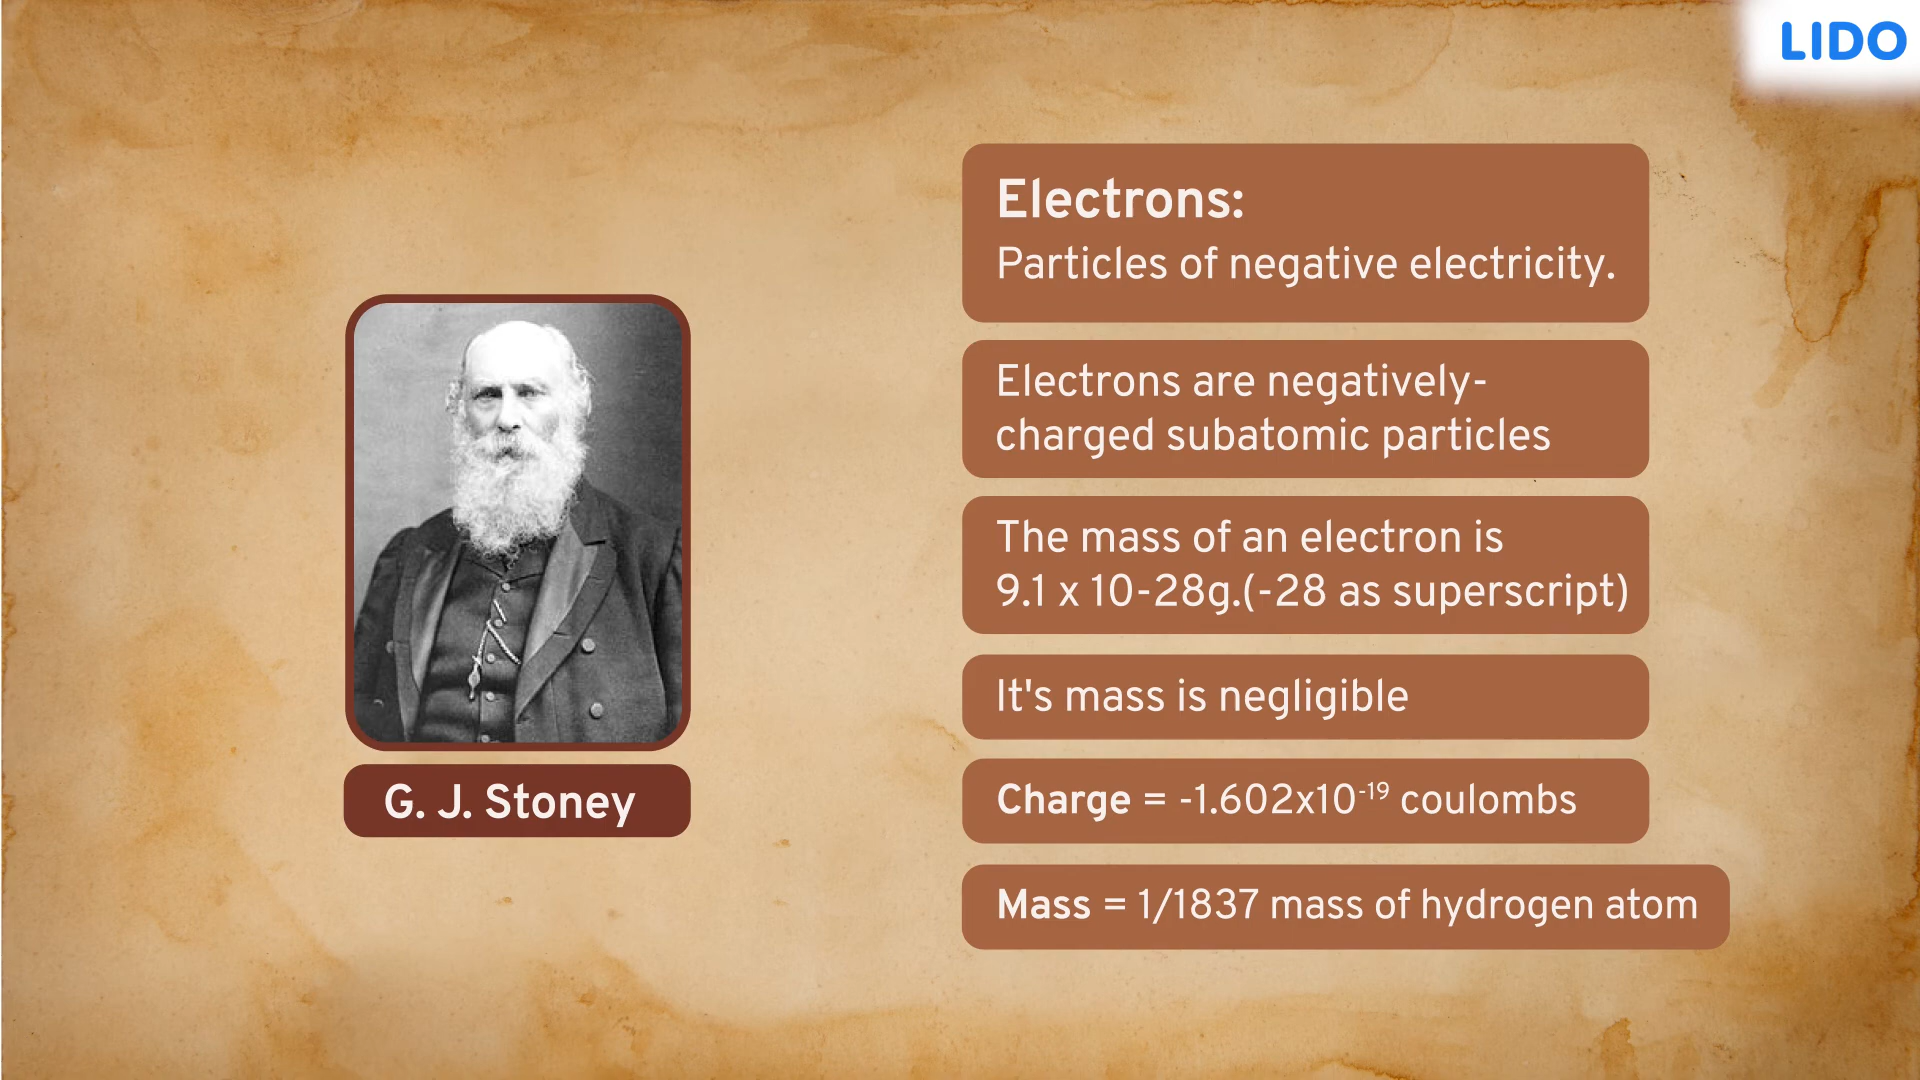 LIDO
Electrons:
Particles of negative electricity.
Electrons are negatively-
charged subatomic particles
The mass of an electron is
9.1 x 10-28g.(-28 as superscript)
It's mass is negligible
Charge = -1.602x10⁻¹⁹ coulombs
Mass = 1/1837 mass of hydrogen atom
G. J. Stoney